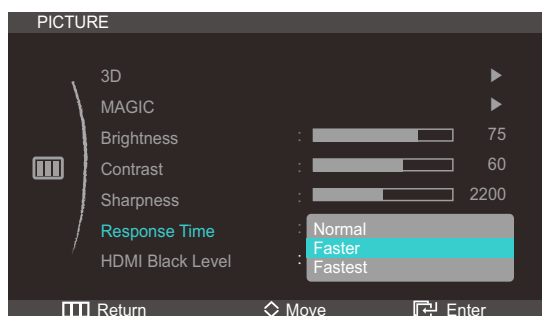 PICTURE
3D
MAGIC
Brightness : 75
Contrast : 60
Sharpness : 2200
Response Time : Normal
Faster
HDMI Black Level : Fastest
Return Move Enter